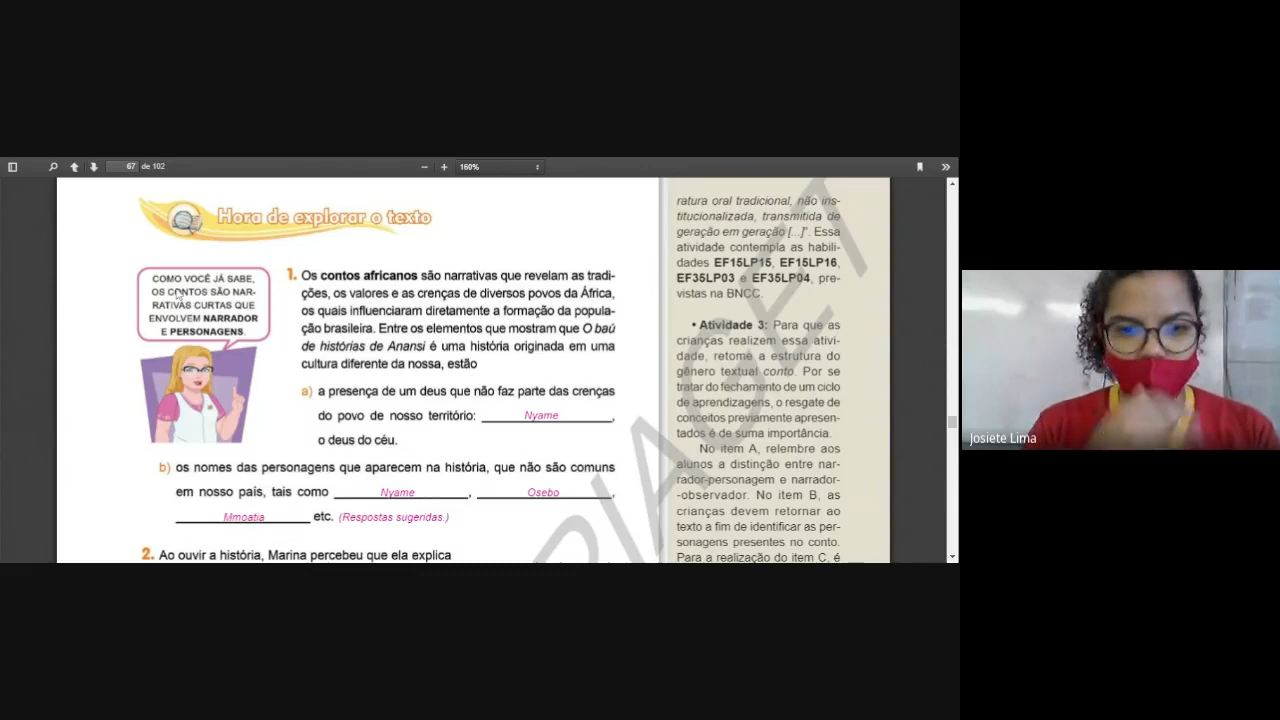 67 de 102
160%
Hora de explorar o texto
COMO VOCÊ JÁ SABE,
OS CONTOS SÃO NAR-
RATIVAS CURTAS QUE
ENVOLVEM NARRADOR
E PERSONAGENS.
1. Os contos africanos são narrativas que revelam as tradi-
ções, os valores e as crenças de diversos povos da África,
os quais influenciaram diretamente a formação da popula-
ção brasileira. Entre os elementos que mostram que O baú
de histórias de Anansi é uma história originada em uma
cultura diferente da nossa, estão
a) a presença de um deus que não faz parte das crenças
do povo de nosso território: Nyame,
o deus do céu.
b) os nomes das personagens que aparecem na história, que não são comuns
em nosso país, tais como Nyame, Osebo,
Mmoatia etc. (Respostas sugeridas.)
2. Ao ouvir a história, Marina percebeu que ela explica
ratura oral tradicional, não ins-
titucionalizada, transmitida de
geração em geração [...]". Essa
atividade contempla as habili-
dades EF15LP15, EF15LP16,
EF35LP03 e EF35LP04, pre-
vistas na BNCC.
• Atividade 3: Para que as
crianças realizem essa ativi-
dade, retome a estrutura do
gênero textual conto. Por se
tratar do fechamento de um ciclo
de aprendizagens, o resgate de
conceitos previamente apresen-
tados é de suma importância.
No item A, relembre aos
alunos a distinção entre nar-
rador-personagem e narrador-
-observador. No item B, as
crianças devem retornar ao
texto a fim de identificar as per-
sonagens presentes no conto.
Para a realização do item C, é
PIAGET
Josiete Lima